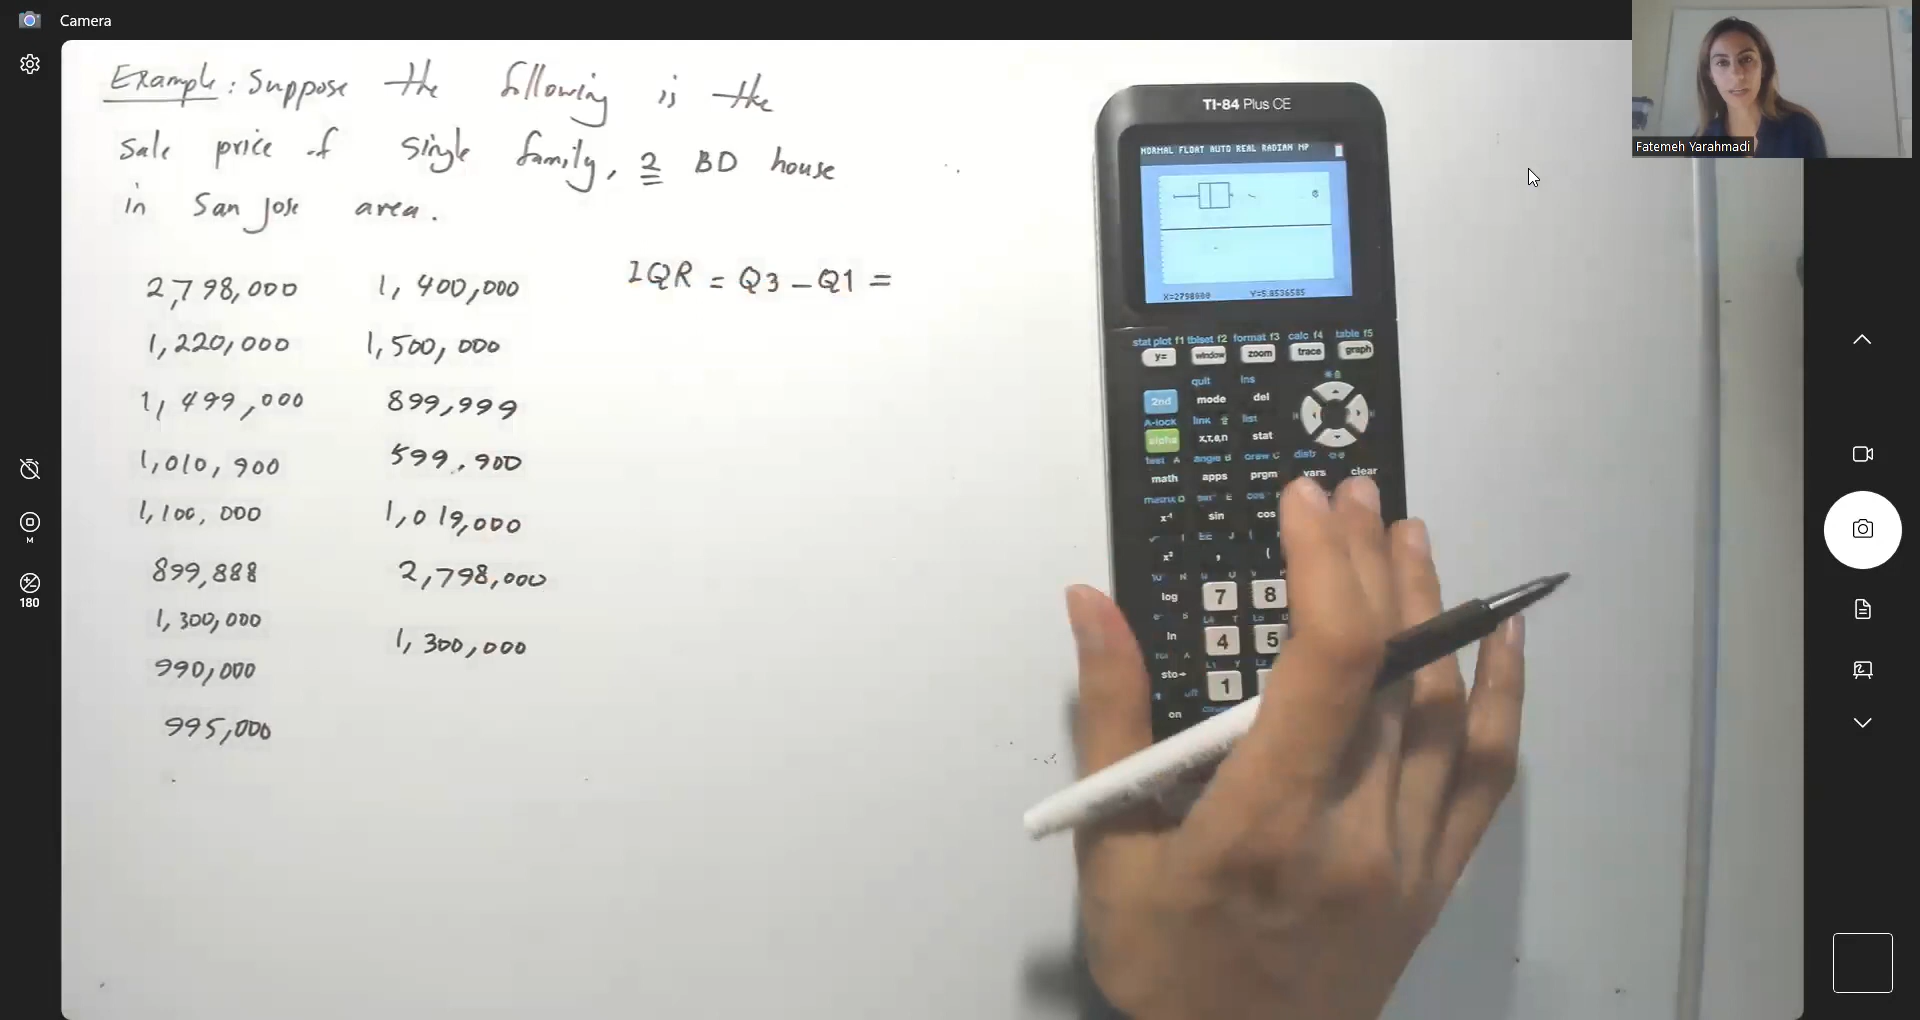 Camera
Example: Suppose the following is the
sale price of single family, 2 BD house
in San Jose area.
2,798,000
1,220,000
1,499,000
1,010,900
1,100,000
899,888
1,300,000
990,000
995,000
1,400,000
1,500,000
899,999
599,900
1,019,000
2,798,000
1,300,000
IQR = Q3 - Q1 =
TI-84 Plus CE
NORMAL FLOAT AUTO REAL RADIAN MP
X=2798000 Y=5.8536585
stat plot f1 tblset f2 format f3 calc f4 table f5
y= window zoom trace graph
quit ins
2nd mode del
A-lock link list
alpha X,T,θ,n stat
test A angle B draw C distr
math apps prgm vars clear
x⁻¹ sin cos
x² , (
log 7 8
ln 4 5
sto→ 1
off
on
Fatemeh Yarahmadi
M
180